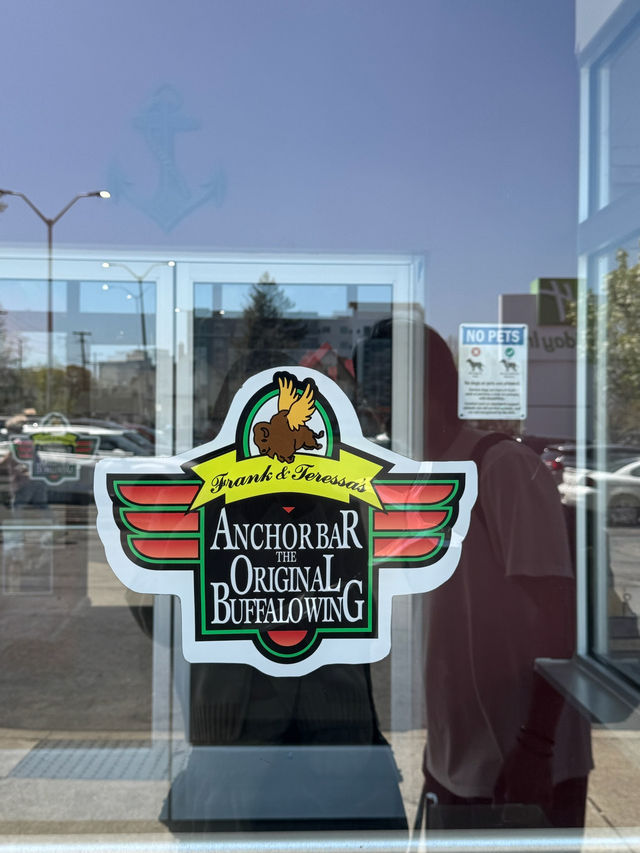 NO PETS
Frank & Teressa's
ANCHOR BAR
THE
ORIGINAL
BUFFALO WING